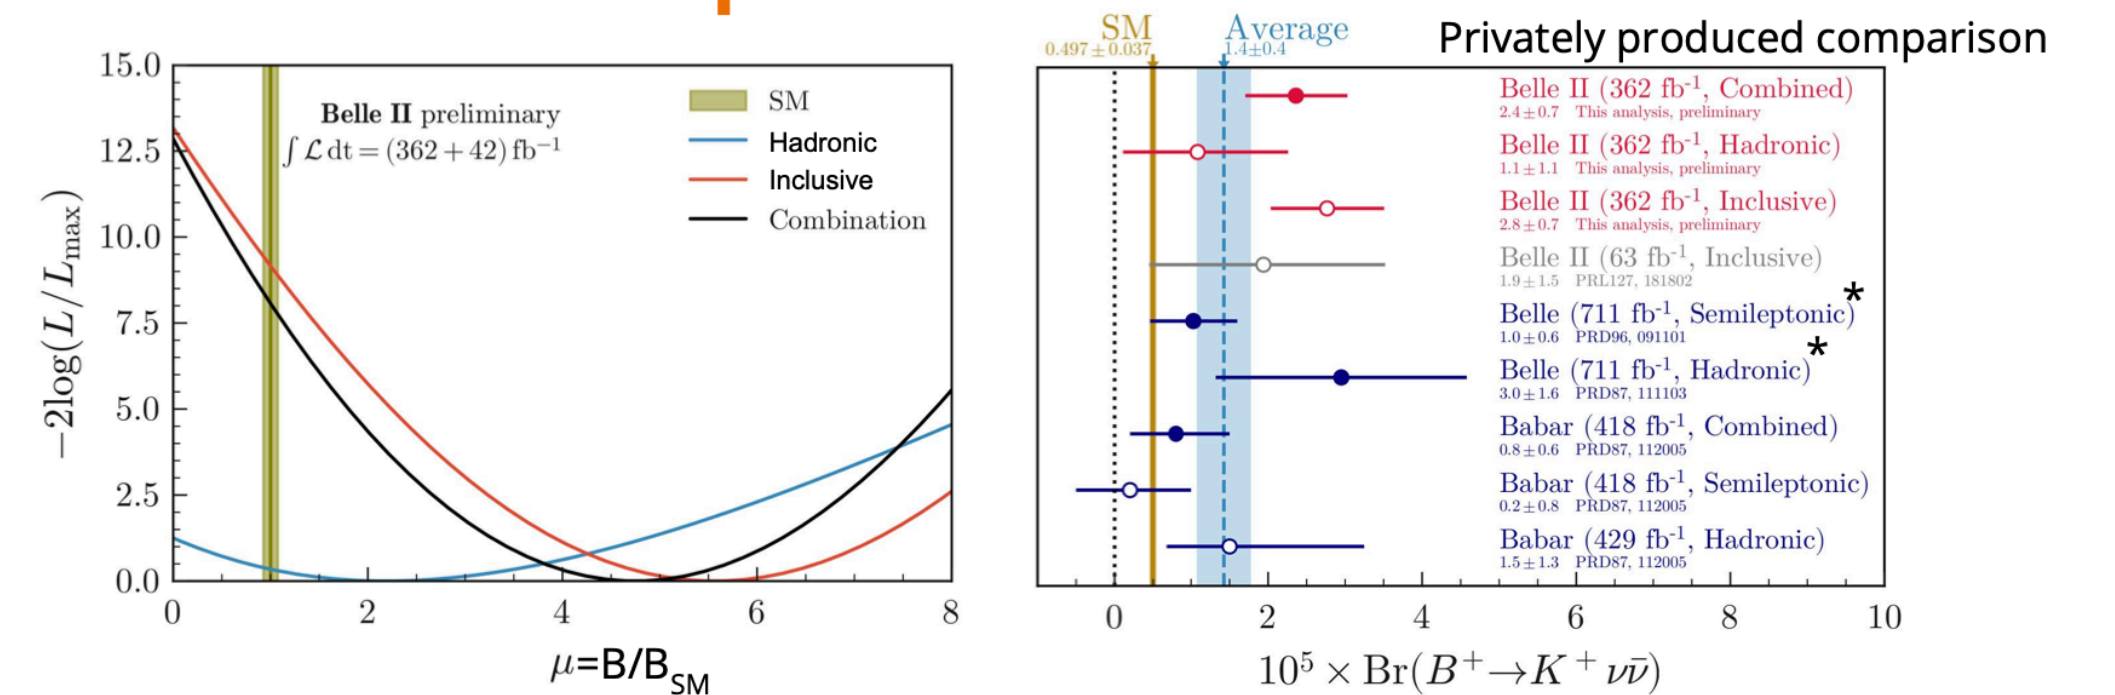 15.0
12.5
10.0
7.5
5.0
2.5
0.0
−2log(L/Lmax)
Belle II preliminary
∫ ℒ dt = (362 + 42) fb⁻¹
SM
Hadronic
Inclusive
Combination
0 2 4 6 8
μ=B/B_SM
Privately produced comparison
SM
0.497 ± 0.037
Average
1.4±0.4
Belle II (362 fb⁻¹, Combined)
2.4±0.7 This analysis, preliminary
Belle II (362 fb⁻¹, Hadronic)
1.1±1.1 This analysis, preliminary
Belle II (362 fb⁻¹, Inclusive)
2.8±0.7 This analysis, preliminary
Belle II (63 fb⁻¹, Inclusive)
1.9±1.5 PRL127, 181802
Belle (711 fb⁻¹, Semileptonic)*
1.0±0.6 PRD96, 091101
Belle (711 fb⁻¹, Hadronic)*
3.0±1.6 PRD87, 111103
Babar (418 fb⁻¹, Combined)
0.8±0.6 PRD87, 112005
Babar (418 fb⁻¹, Semileptonic)
0.2±0.8 PRD87, 112005
Babar (429 fb⁻¹, Hadronic)
1.5±1.3 PRD87, 112005
0 2 4 6 8 10
10⁵ × Br(B⁺→K⁺νν̄)